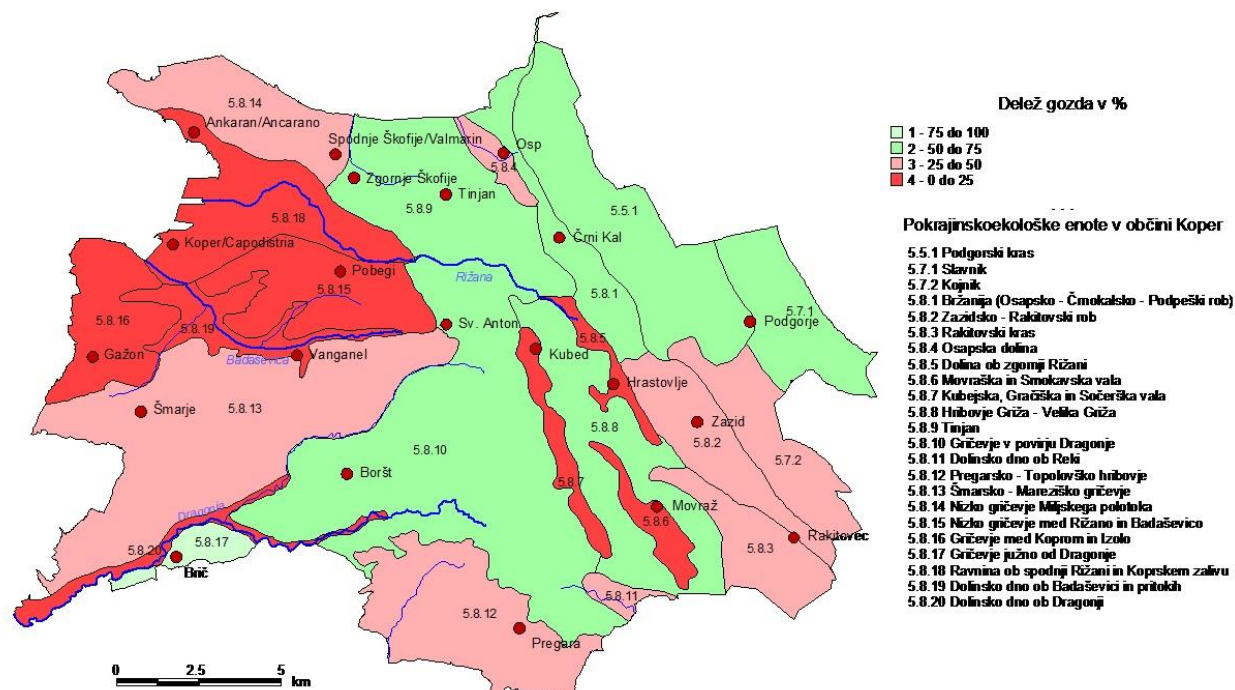 Delež gozda v %
1 - 75 do 100
2 - 50 do 75
3 - 25 do 50
4 - 0 do 25
Pokrajinskoekološke enote v občini Koper
5.5.1 Podgorski kras
5.7.1 Slavnik
5.7.2 Kojnik
5.8.1 Bržanija (Osapsko - Črnokalsko - Podpeški rob)
5.8.2 Zazidsko - Rakitovski rob
5.8.3 Rakitovski kras
5.8.4 Osapska dolina
5.8.5 Dolina ob zgornji Rižani
5.8.6 Movraška in Smokavska vala
5.8.7 Kubejska, Gračiška in Sočerška vala
5.8.8 Hribovje Griža - Velika Griža
5.8.9 Tinjan
5.8.10 Gričevje v povirju Dragonje
5.8.11 Dolinsko dno ob Reki
5.8.12 Pregarsko - Topolovško hribovje
5.8.13 Šmarsko - Mareziško gričevje
5.8.14 Nizko gričevje Miljskega polotoka
5.8.15 Nizko gričevje med Rižano in Badaševico
5.8.16 Gričevje med Koprom in Izolo
5.8.17 Gričevje južno od Dragonje
5.8.18 Ravnina ob spodnji Rižani in Koprskem zalivu
5.8.19 Dolinsko dno ob Badaševici in pritokih
5.8.20 Dolinsko dno ob Dragonji
5.8.14
Ankaran/Ancarano
Spodnje Škofije/Valmarin
Osp
5.8.4
Zgornje Škofije
Tinjan
5.8.9
5.5.1
5.8.18
Črni Kal
Koper/Capodistria
Pobegi
Rižana
5.8.15
5.8.1
5.7.1
Podgorje
5.8.16
5.8.19
Sv. Anton
5.8.5
Gažon
Badaševica
Vanganel
Kubed
Hrastovlje
Šmarje
5.8.13
Zazid
5.8.8
5.8.2
5.8.10
5.7.2
Boršt
5.8.7
Dragonja
Movraž
5.8.6
5.8.20
5.8.17
5.8.3
Rakitovec
Brič
5.8.11
5.8.12
Pregara
0 2.5 5
km